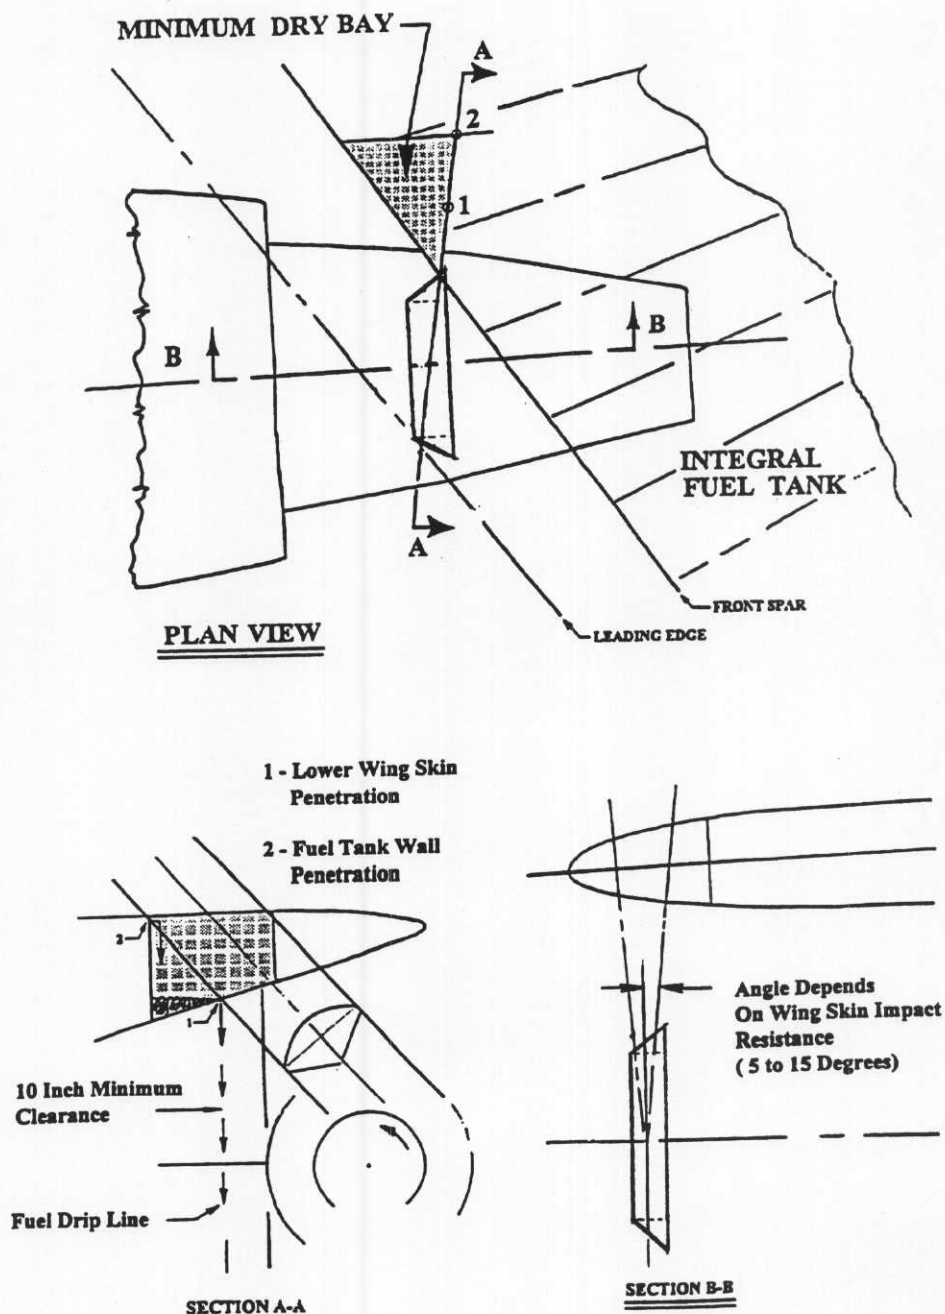 MINIMUM DRY BAY
A
2
1
B
B
INTEGRAL
FUEL TANK
A
FRONT SPAR
LEADING EDGE
PLAN VIEW
1 - Lower Wing Skin
Penetration
2 - Fuel Tank Wall
Penetration
2
1
10 Inch Minimum
Clearance
Fuel Drip Line
SECTION A-A
Angle Depends
On Wing Skin Impact
Resistance
( 5 to 15 Degrees)
SECTION B-B